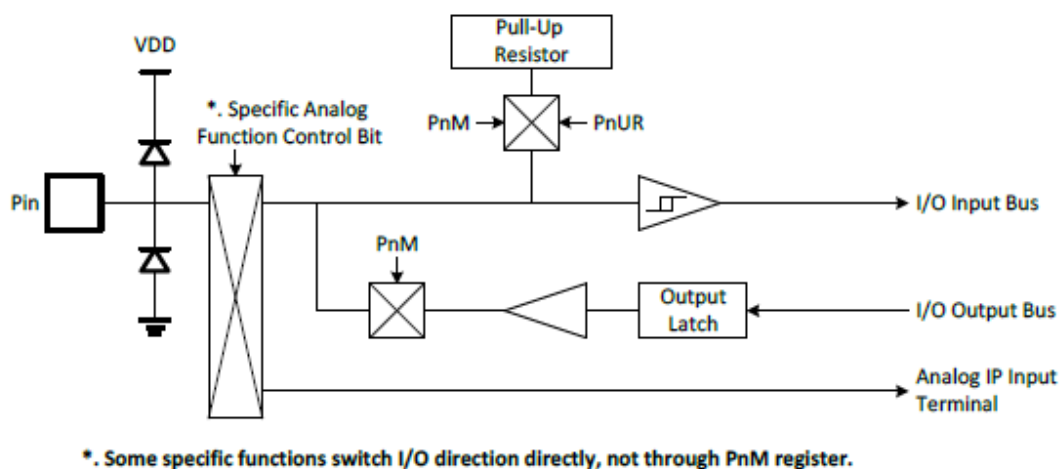 Pull-Up
Resistor
VDD
*. Specific Analog
Function Control Bit
PnM
PnUR
Pin
I/O Input Bus
PnM
Output
Latch
I/O Output Bus
Analog IP Input
Terminal
*. Some specific functions switch I/O direction directly, not through PnM register.